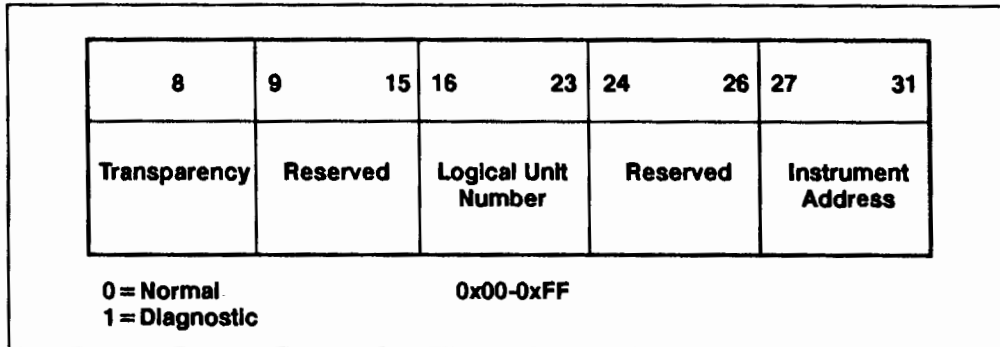 8 9 15 16 23 24 26 27 31
Transparency Reserved Logical Unit Number Reserved Instrument Address
0 = Normal 0x00-0xFF
1 = Diagnostic